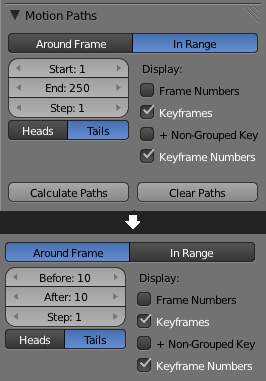 Motion Paths
Around Frame In Range
Start: 1 Display:
End: 250 Frame Numbers
Step: 1 Keyframes
+ Non-Grouped Key
Heads Tails Keyframe Numbers
Calculate Paths Clear Paths
Around Frame In Range
Before: 10 Display:
After: 10 Frame Numbers
Step: 1 Keyframes
+ Non-Grouped Key
Heads Tails Keyframe Numbers